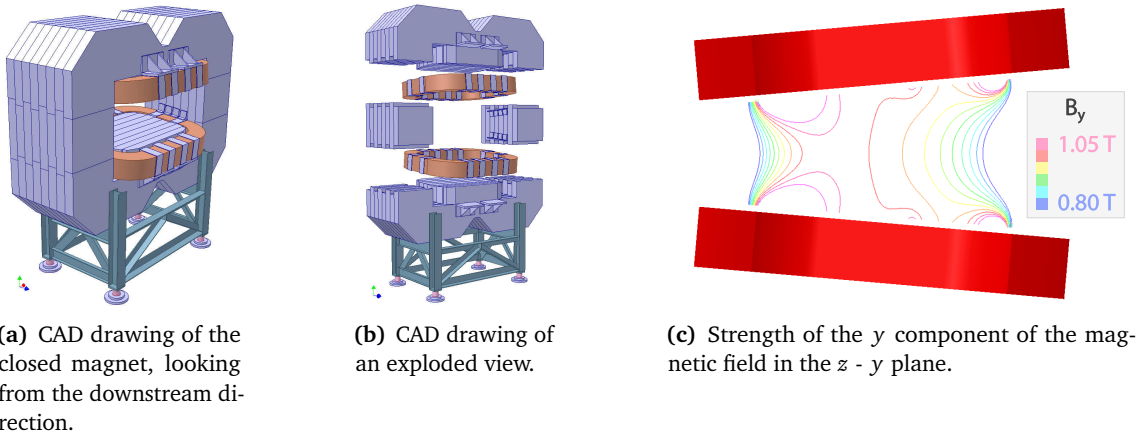 B_y
1.05 T
0.80 T
(a) CAD drawing of the
closed magnet, looking
from the downstream di-
rection.
(b) CAD drawing of
an exploded view.
(c) Strength of the y component of the mag-
netic field in the z - y plane.